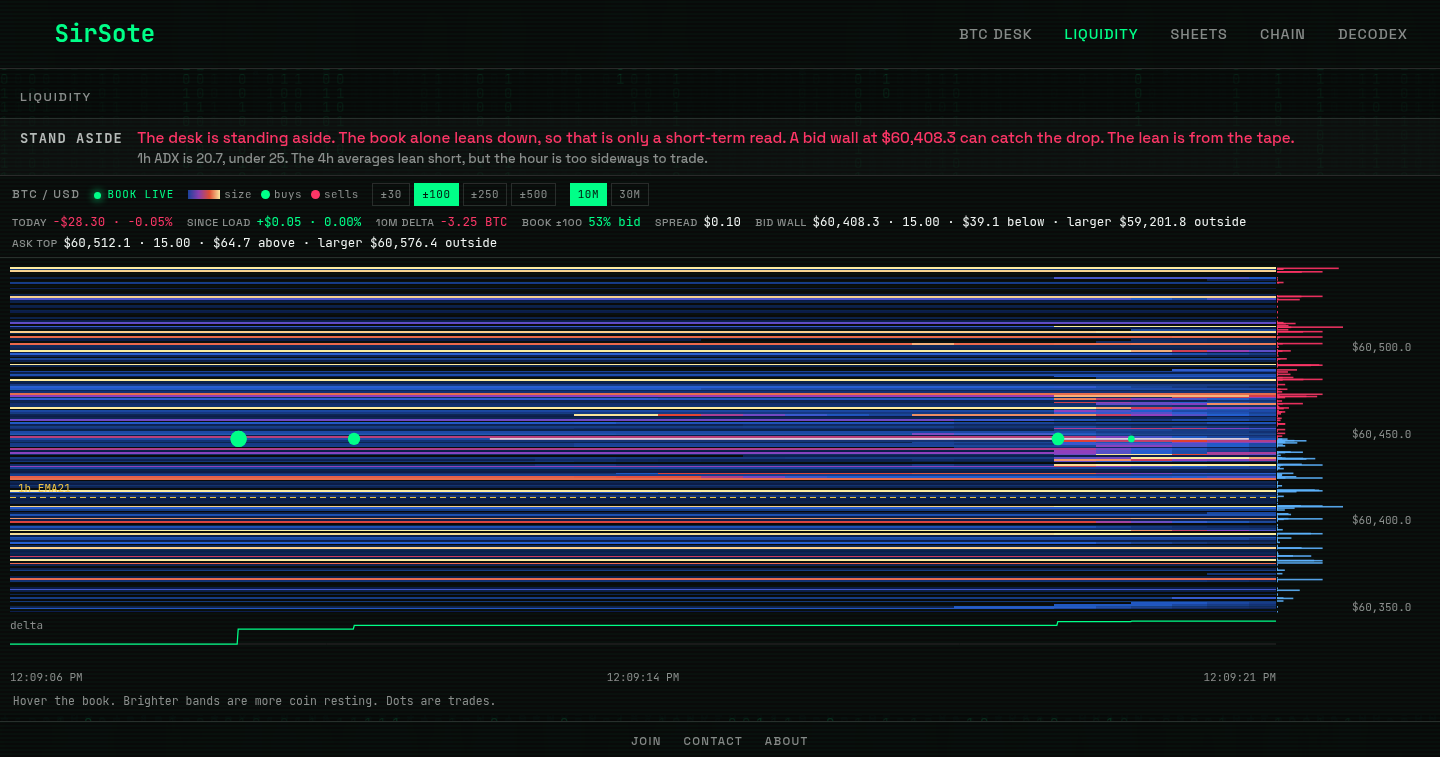 SirSote
BTC DESK LIQUIDITY SHEETS CHAIN DECODEX
LIQUIDITY
STAND ASIDE The desk is standing aside. The book alone leans down, so that is only a short-term read. A bid wall at $60,408.3 can catch the drop. The lean is from the tape.
1h ADX is 20.7, under 25. The 4h averages lean short, but the hour is too sideways to trade.
BTC / USD BOOK LIVE size buys sells ±30 ±100 ±250 ±500 10M 30M
TODAY -$28.30 · -0.05% SINCE LOAD +$0.05 · 0.00% 10M DELTA -3.25 BTC BOOK ±100 53% bid SPREAD $0.10 BID WALL $60,408.3 · 15.00 · $39.1 below · larger $59,201.8 outside
ASK TOP $60,512.1 · 15.00 · $64.7 above · larger $60,576.4 outside
$60,500.0
$60,450.0
1h EMA21
$60,400.0
$60,350.0
delta
12:09:06 PM 12:09:14 PM 12:09:21 PM
Hover the book. Brighter bands are more coin resting. Dots are trades.
JOIN CONTACT ABOUT